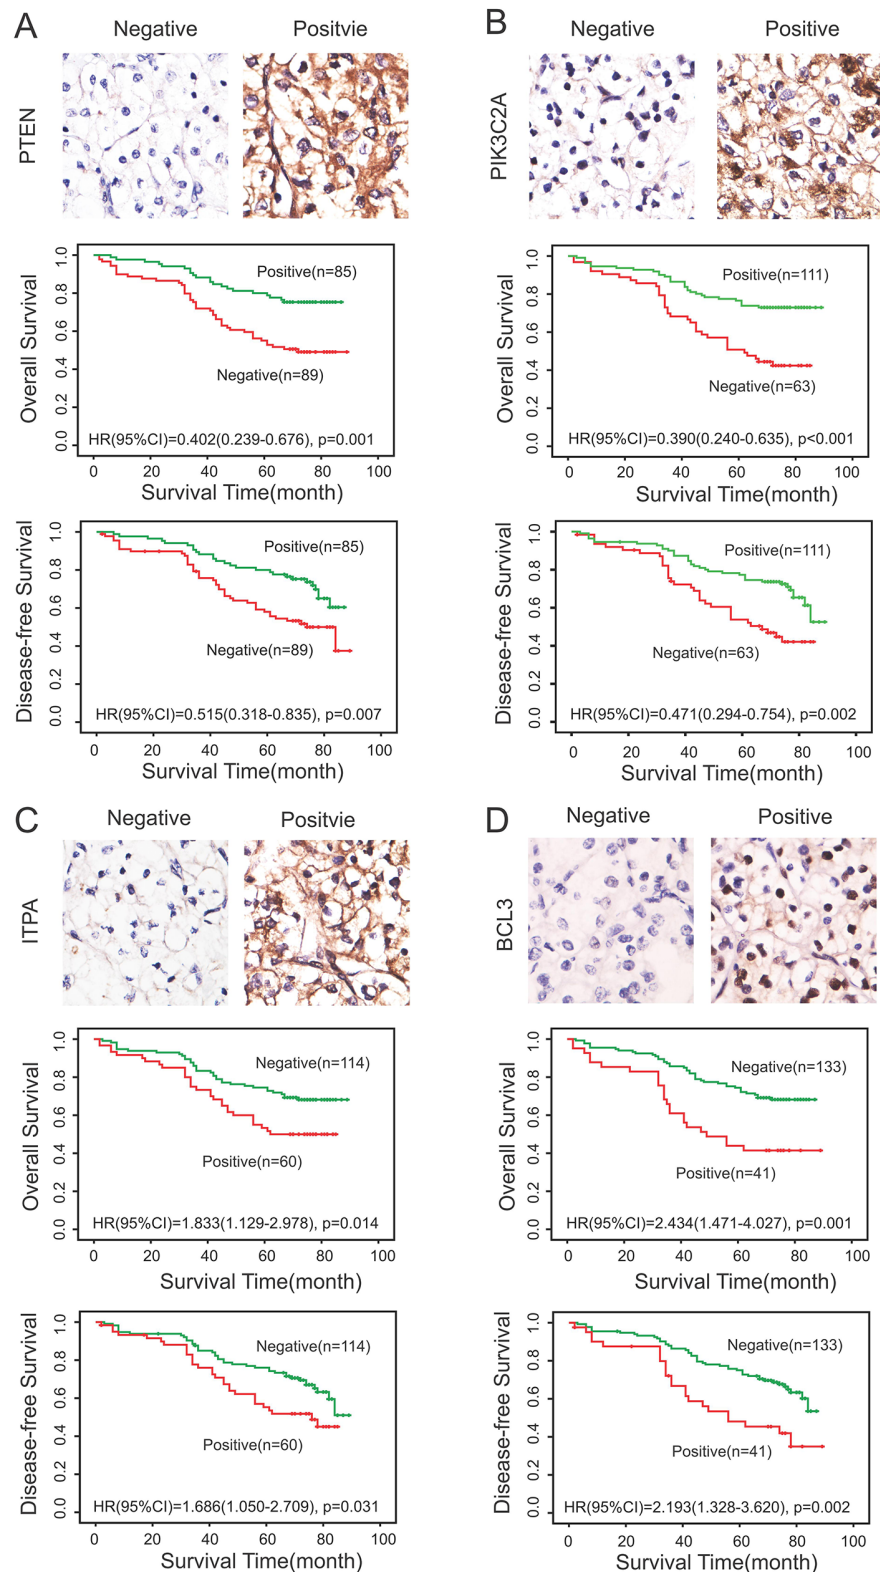 A
Negative
Positvie
PTEN
Overall Survival
1.0
0.8
0.6
0.4
0.2
0.0
Positive(n=85)
Negative(n=89)
HR(95%CI)=0.402(0.239-0.676), p=0.001
0 20 40 60 80 100
Survival Time(month)
Disease-free Survival
1.0
0.8
0.6
0.4
0.2
0.0
Positive(n=85)
Negative(n=89)
HR(95%CI)=0.515(0.318-0.835), p=0.007
0 20 40 60 80 100
Survival Time(month)
B
Negative
Positive
PIK3C2A
Overall Survival
1.0
0.8
0.6
0.4
0.2
0.0
Positive(n=111)
Negative(n=63)
HR(95%CI)=0.390(0.240-0.635), p<0.001
0 20 40 60 80 100
Survival Time(month)
Disease-free Survival
1.0
0.8
0.6
0.4
0.2
0.0
Positive(n=111)
Negative(n=63)
HR(95%CI)=0.471(0.294-0.754), p=0.002
0 20 40 60 80 100
Survival Time(month)
C
Negative
Positvie
ITPA
Overall Survival
1.0
0.8
0.6
0.4
0.2
0.0
Negative(n=114)
Positive(n=60)
HR(95%CI)=1.833(1.129-2.978), p=0.014
0 20 40 60 80 100
Survival Time(month)
Disease-free Survival
1.0
0.8
0.6
0.4
0.2
0.0
Negative(n=114)
Positive(n=60)
HR(95%CI)=1.686(1.050-2.709), p=0.031
0 20 40 60 80 100
Survival Time(month)
D
Negative
Positive
BCL3
Overall Survival
1.0
0.8
0.6
0.4
0.2
0.0
Negative(n=133)
Positive(n=41)
HR(95%CI)=2.434(1.471-4.027), p=0.001
0 20 40 60 80 100
Survival Time(month)
Disease-free Survival
1.0
0.8
0.6
0.4
0.2
0.0
Negative(n=133)
Positive(n=41)
HR(95%CI)=2.193(1.328-3.620), p=0.002
0 20 40 60 80 100
Survival Time(month)